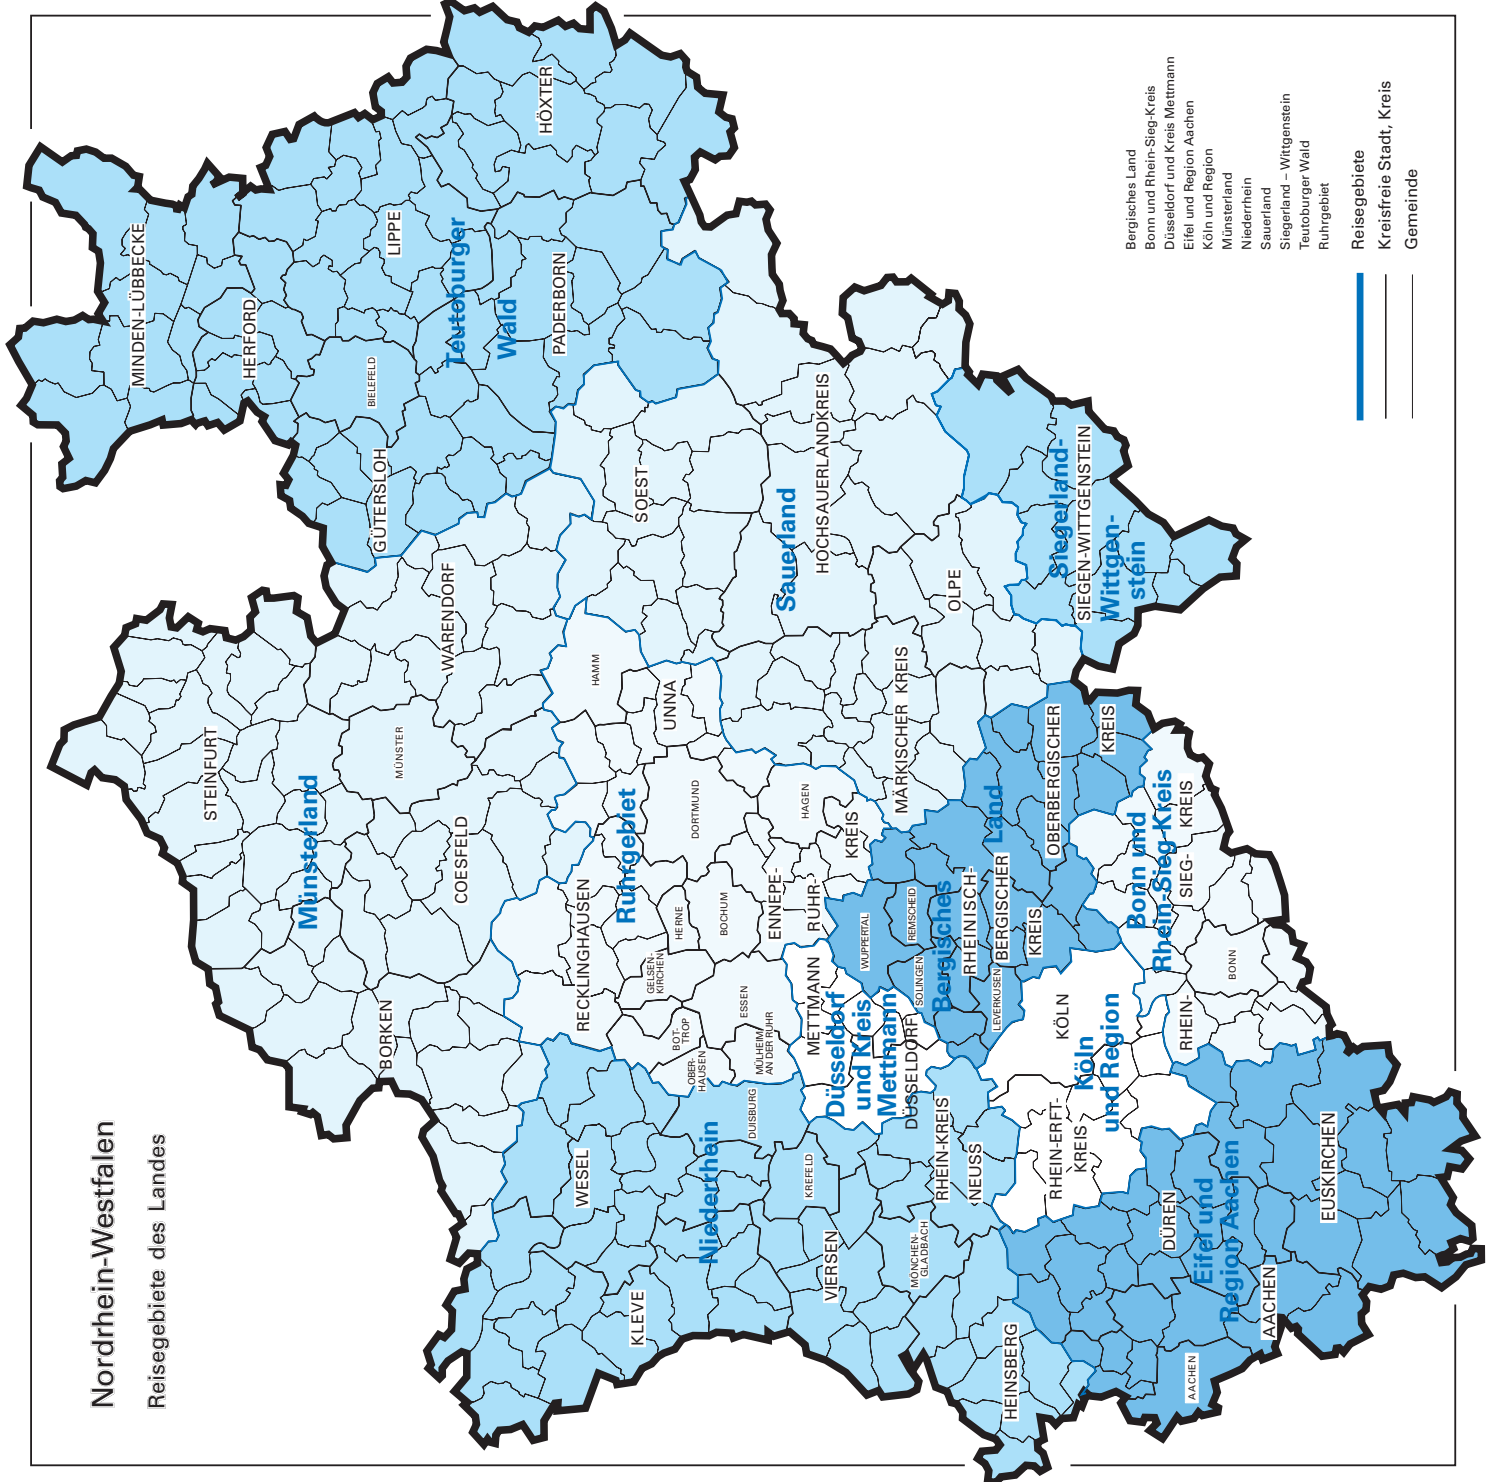 Nordrhein-Westfalen
Reisegebiete des Landes
STEINFURT
Münsterland
MÜNSTER
BORKEN
COESFELD
WARENDORF
MINDEN-LÜBBECKE
HERFORD
BIELEFELD
LIPPE
GÜTERSLOH
Teutoburger
Wald
PADERBORN
HÖXTER
KLEVE
WESEL
Niederrhein
DUISBURG
KREFELD
VIERSEN
MÖNCHEN-
GLADBACH
RHEIN-KREIS
NEUSS
HEINSBERG
RECKLINGHAUSEN
Ruhrgebiet
BOT-
TROP
OBER-
HAUSEN
GELSEN-
KIRCHEN
HERNE
BOCHUM
ESSEN
MÜLHEIM
AN DER RUHR
DORTMUND
HAMM
UNNA
HAGEN
ENNEPE-
RUHR-
KREIS
SOEST
Sauerland
HOCHSAUERLANDKREIS
MÄRKISCHER KREIS
OLPE
METTMANN
Düsseldorf
und Kreis
Mettmann
DÜSSELDORF
WUPPERTAL
REMSCHEID
SOLINGEN
Bergisches
Land
RHEINISCH-
BERGISCHER
KREIS
LEVERKUSEN
OBERBERGISCHER
KREIS
Siegerland-
SIEGEN-WITTGENSTEIN
Wittgen-
stein
KÖLN
Köln
und Region
RHEIN-ERFT-
KREIS
Bonn und
Rhein-Sieg-Kreis
RHEIN-
SIEG-
KREIS
BONN
DÜREN
Eifel und
Region Aachen
AACHEN
AACHEN
EUSKIRCHEN
Bergisches Land
Bonn und Rhein-Sieg-Kreis
Düsseldorf und Kreis Mettmann
Eifel und Region Aachen
Köln und Region
Münsterland
Niederrhein
Sauerland
Siegerland – Wittgenstein
Teutoburger Wald
Ruhrgebiet
Reisegebiete
Kreisfreie Stadt, Kreis
Gemeinde